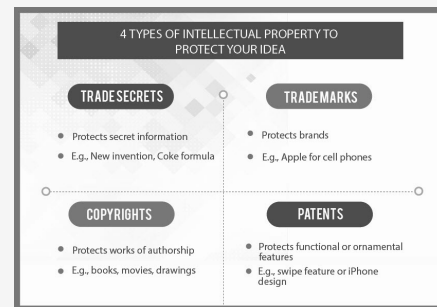 4 TYPES OF INTELLECTUAL PROPERTY TO
PROTECT YOUR IDEA
TRADE SECRETS
• Protects secret information
• E.g., New invention, Coke formula
TRADEMARKS
• Protects brands
• E.g., Apple for cell phones
COPYRIGHTS
• Protects works of authorship
• E.g., books, movies, drawings
PATENTS
• Protects functional or ornamental
features
• E.g., swipe feature or iPhone
design